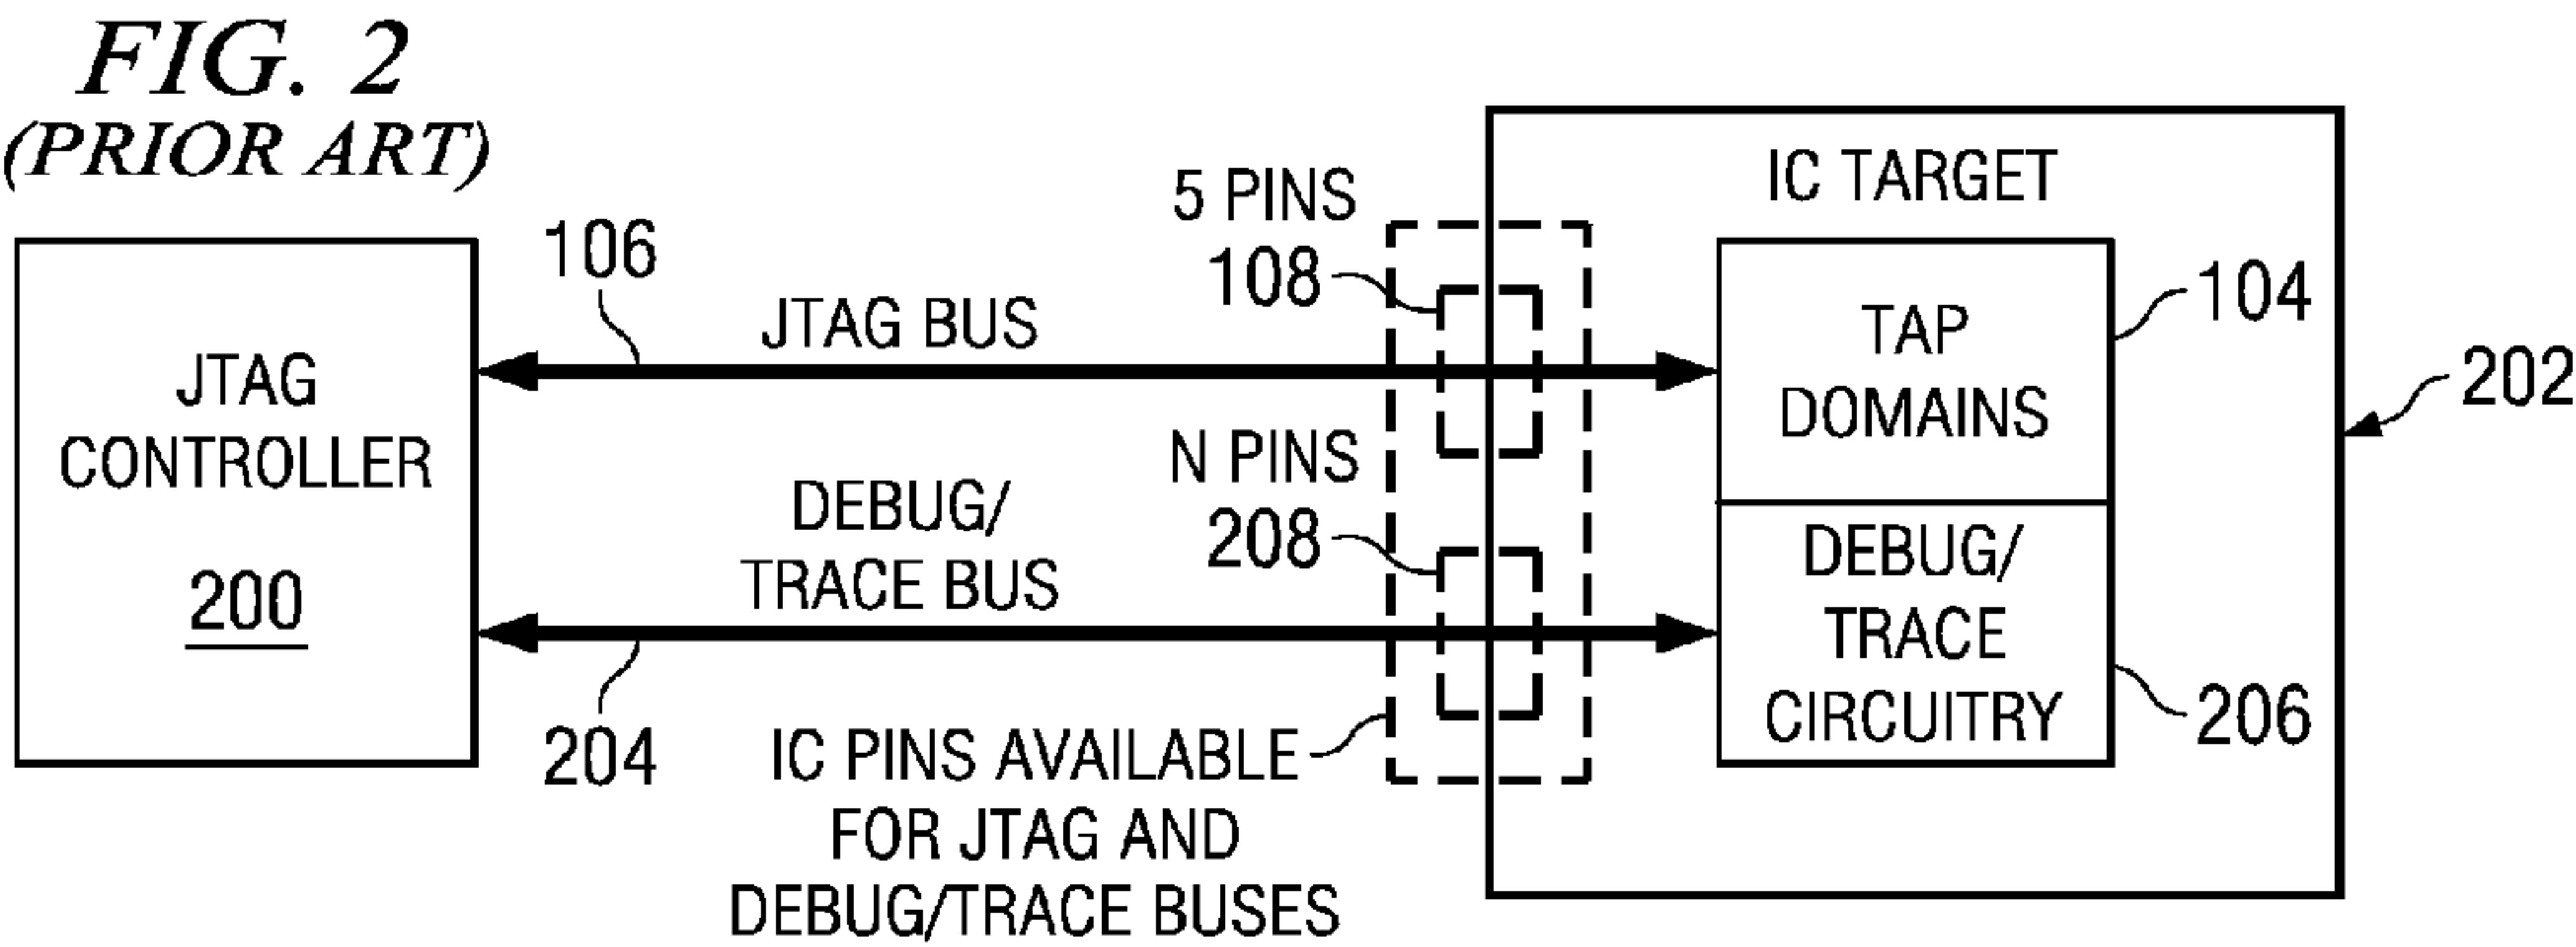 FIG. 2
(PRIOR ART)
JTAG
CONTROLLER
200
106
JTAG BUS
DEBUG/
TRACE BUS
204
5 PINS
108
N PINS
208
IC PINS AVAILABLE
FOR JTAG AND
DEBUG/TRACE BUSES
IC TARGET
TAP
DOMAINS
104
DEBUG/
TRACE
CIRCUITRY
206
202